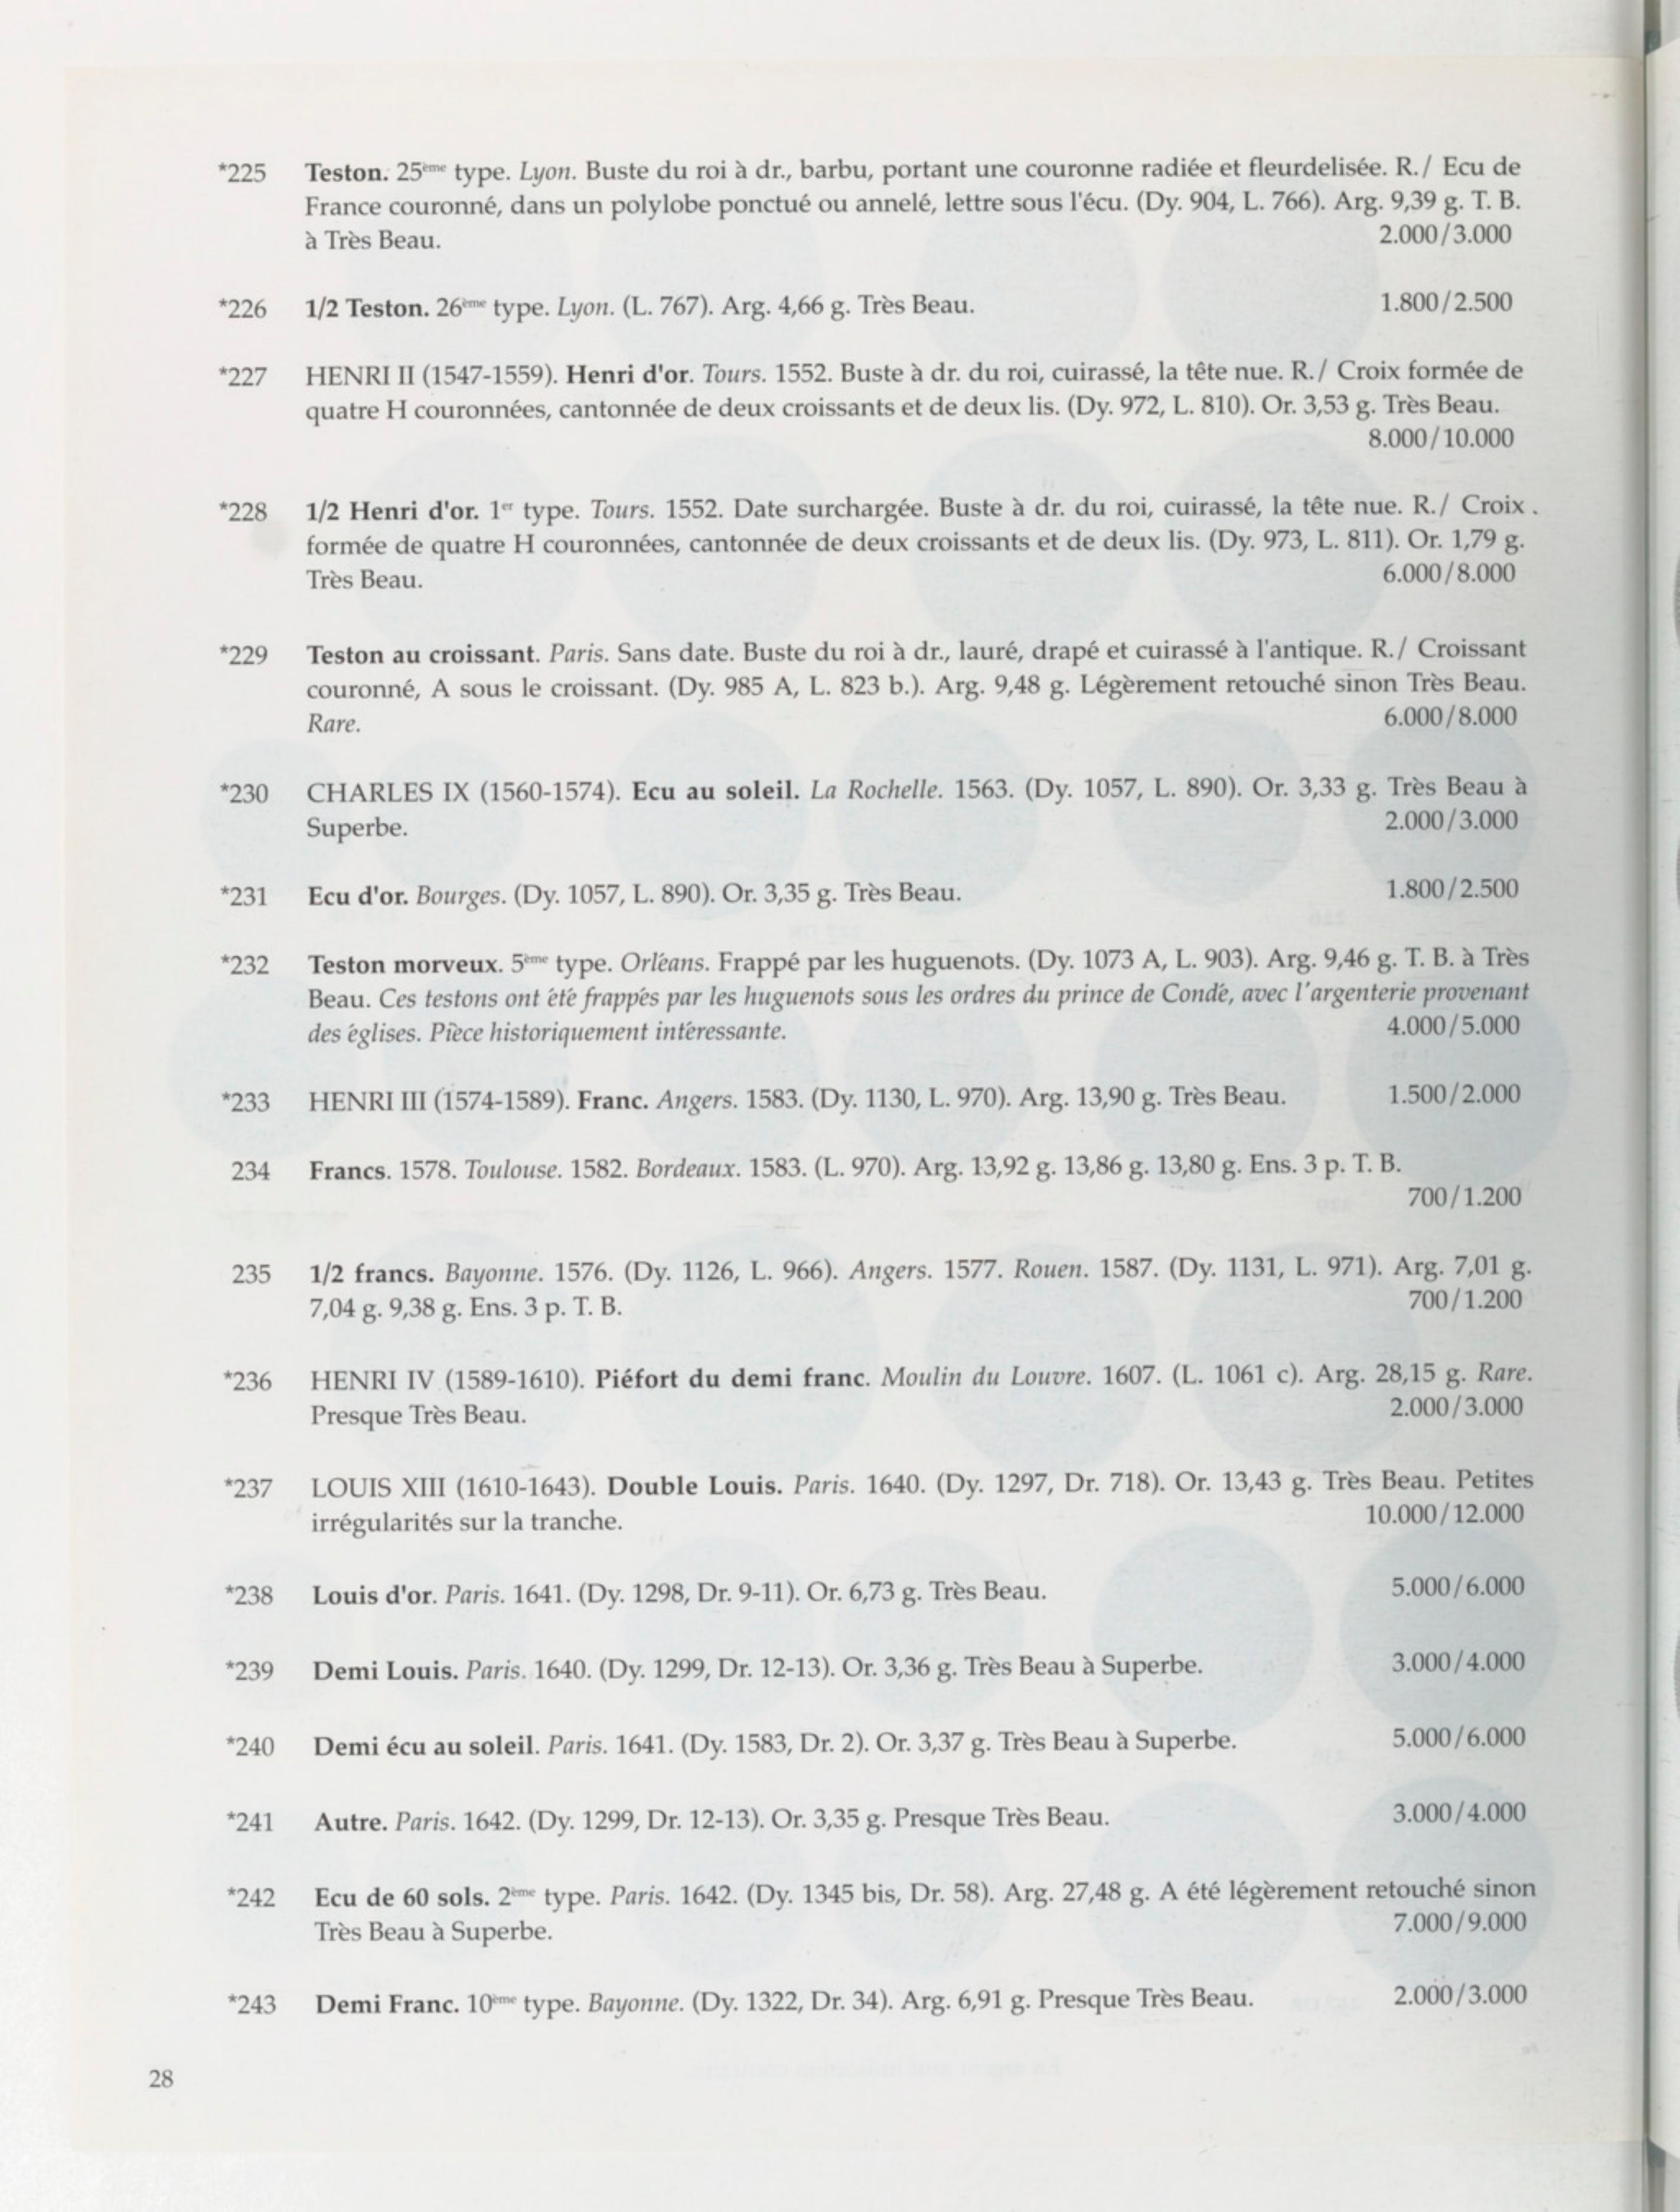 *225 Teston. 25ème type. Lyon. Buste du roi à dr., barbu, portant une couronne radiée et fleurdelisée. R./ Ecu de
France couronné, dans un polylobe ponctué ou annelé, lettre sous l'écu. (Dy. 904, L. 766). Arg. 9,39 g. T. B.
à Très Beau. 2.000/3.000
*226 1/2 Teston. 26ème type. Lyon. (L. 767). Arg. 4,66 g. Très Beau. 1.800/2.500
*227 HENRI II (1547-1559). Henri d'or. Tours. 1552. Buste à dr. du roi, cuirassé, la tête nue. R./ Croix formée de
quatre H couronnées, cantonnée de deux croissants et de deux lis. (Dy. 972, L. 810). Or. 3,53 g. Très Beau.
8.000/10.000
*228 1/2 Henri d'or. 1er type. Tours. 1552. Date surchargée. Buste à dr. du roi, cuirassé, la tête nue. R./ Croix .
formée de quatre H couronnées, cantonnée de deux croissants et de deux lis. (Dy. 973, L. 811). Or. 1,79 g.
Très Beau. 6.000/8.000
*229 Teston au croissant. Paris. Sans date. Buste du roi à dr., lauré, drapé et cuirassé à l'antique. R./ Croissant
couronné, A sous le croissant. (Dy. 985 A, L. 823 b.). Arg. 9,48 g. Légèrement retouché sinon Très Beau.
Rare. 6.000/8.000
*230 CHARLES IX (1560-1574). Ecu au soleil. La Rochelle. 1563. (Dy. 1057, L. 890). Or. 3,33 g. Très Beau à
Superbe. 2.000/3.000
*231 Ecu d'or. Bourges. (Dy. 1057, L. 890). Or. 3,35 g. Très Beau. 1.800/2.500
*232 Teston morveux. 5ème type. Orléans. Frappé par les huguenots. (Dy. 1073 A, L. 903). Arg. 9,46 g. T. B. à Très
Beau. Ces testons ont été frappés par les huguenots sous les ordres du prince de Condé, avec l'argenterie provenant
des églises. Pièce historiquement intéressante. 4.000/5.000
*233 HENRI III (1574-1589). Franc. Angers. 1583. (Dy. 1130, L. 970). Arg. 13,90 g. Très Beau. 1.500/2.000
234 Francs. 1578. Toulouse. 1582. Bordeaux. 1583. (L. 970). Arg. 13,92 g. 13,86 g. 13,80 g. Ens. 3 p. T. B.
700/1.200
235 1/2 francs. Bayonne. 1576. (Dy. 1126, L. 966). Angers. 1577. Rouen. 1587. (Dy. 1131, L. 971). Arg. 7,01 g.
7,04 g. 9,38 g. Ens. 3 p. T. B. 700/1.200
*236 HENRI IV (1589-1610). Piéfort du demi franc. Moulin du Louvre. 1607. (L. 1061 c). Arg. 28,15 g. Rare.
Presque Très Beau. 2.000/3.000
*237 LOUIS XIII (1610-1643). Double Louis. Paris. 1640. (Dy. 1297, Dr. 718). Or. 13,43 g. Très Beau. Petites
irrégularités sur la tranche. 10.000/12.000
*238 Louis d'or. Paris. 1641. (Dy. 1298, Dr. 9-11). Or. 6,73 g. Très Beau. 5.000/6.000
*239 Demi Louis. Paris. 1640. (Dy. 1299, Dr. 12-13). Or. 3,36 g. Très Beau à Superbe. 3.000/4.000
*240 Demi écu au soleil. Paris. 1641. (Dy. 1583, Dr. 2). Or. 3,37 g. Très Beau à Superbe. 5.000/6.000
*241 Autre. Paris. 1642. (Dy. 1299, Dr. 12-13). Or. 3,35 g. Presque Très Beau. 3.000/4.000
*242 Ecu de 60 sols. 2ème type. Paris. 1642. (Dy. 1345 bis, Dr. 58). Arg. 27,48 g. A été légèrement retouché sinon
Très Beau à Superbe. 7.000/9.000
*243 Demi Franc. 10ème type. Bayonne. (Dy. 1322, Dr. 34). Arg. 6,91 g. Presque Très Beau. 2.000/3.000
28